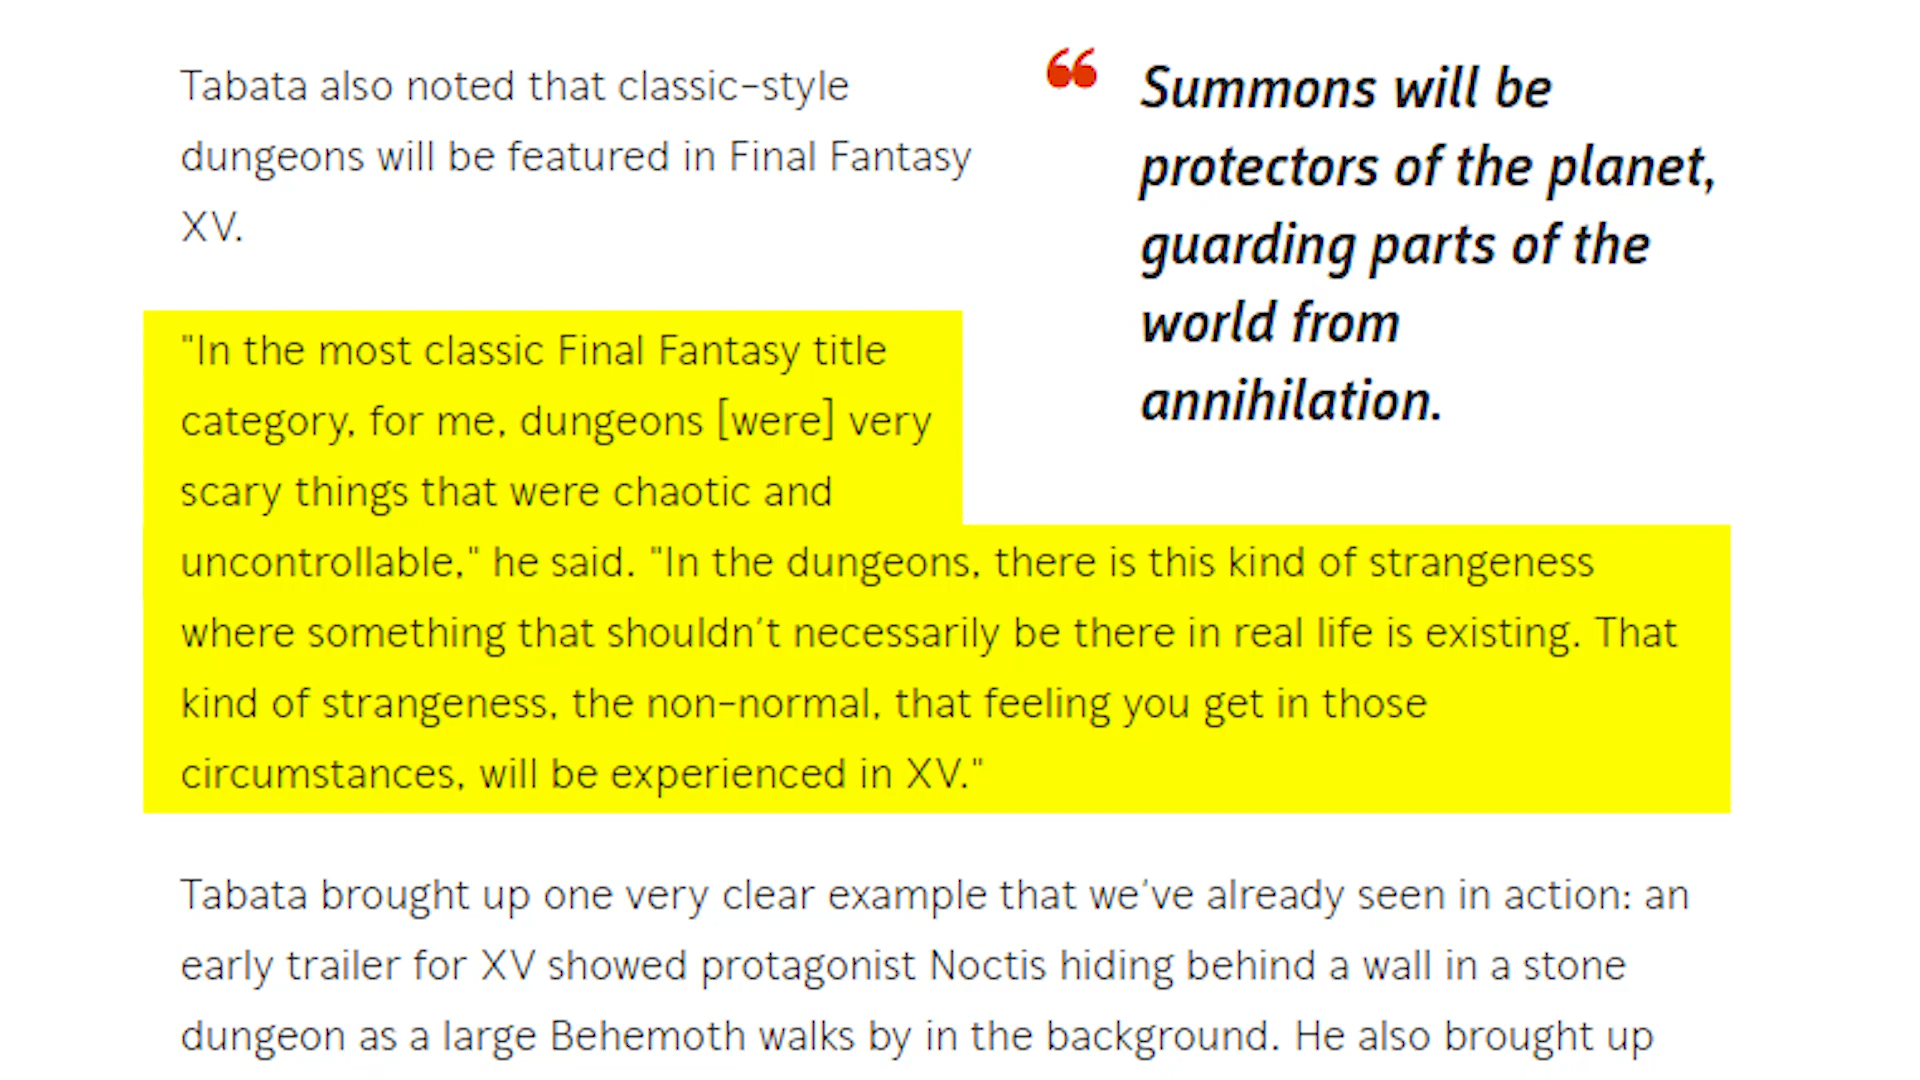 Tabata also noted that classic-style
dungeons will be featured in Final Fantasy
XV.
“ Summons will be
protectors of the planet,
guarding parts of the
world from
annihilation.
"In the most classic Final Fantasy title
category, for me, dungeons [were] very
scary things that were chaotic and
uncontrollable," he said. "In the dungeons, there is this kind of strangeness
where something that shouldn't necessarily be there in real life is existing. That
kind of strangeness, the non-normal, that feeling you get in those
circumstances, will be experienced in XV."
Tabata brought up one very clear example that we've already seen in action: an
early trailer for XV showed protagonist Noctis hiding behind a wall in a stone
dungeon as a large Behemoth walks by in the background. He also brought up